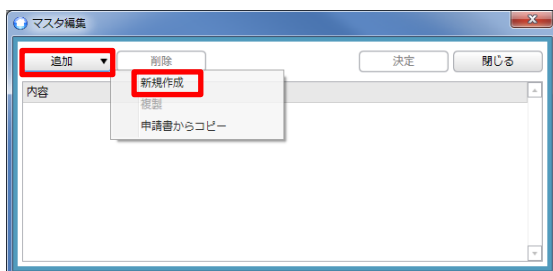 マスタ編集
追加 ▼ 削除 決定 閉じる
内容
新規作成
複製
申請書からコピー